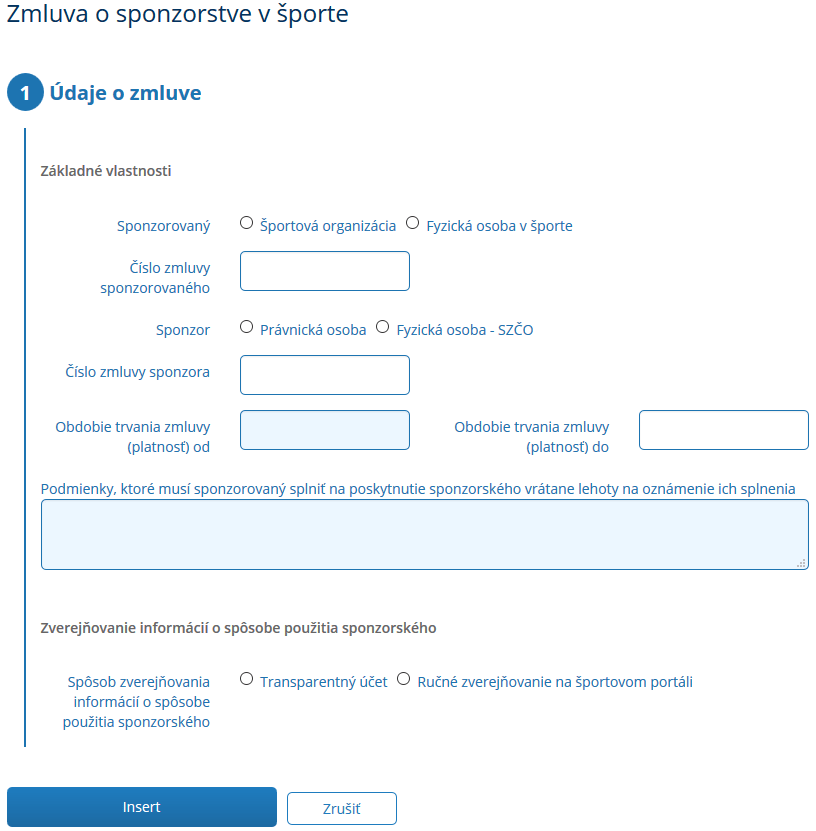 Zmluva o sponzorstve v športe
1 Údaje o zmluve
Základné vlastnosti
Sponzorovaný Športová organizácia Fyzická osoba v športe
Číslo zmluvy
sponzorovaného
Sponzor Právnická osoba Fyzická osoba - SZČO
Číslo zmluvy sponzora
Obdobie trvania zmluvy
(platnosť) od
Obdobie trvania zmluvy
(platnosť) do
Podmienky, ktoré musí sponzorovaný splniť na poskytnutie sponzorského vrátane lehoty na oznámenie ich splnenia
Zverejňovanie informácií o spôsobe použitia sponzorského
Spôsob zverejňovania
informácií o spôsobe
použitia sponzorského
Transparentný účet Ručné zverejňovanie na športovom portáli
Insert Zrušiť